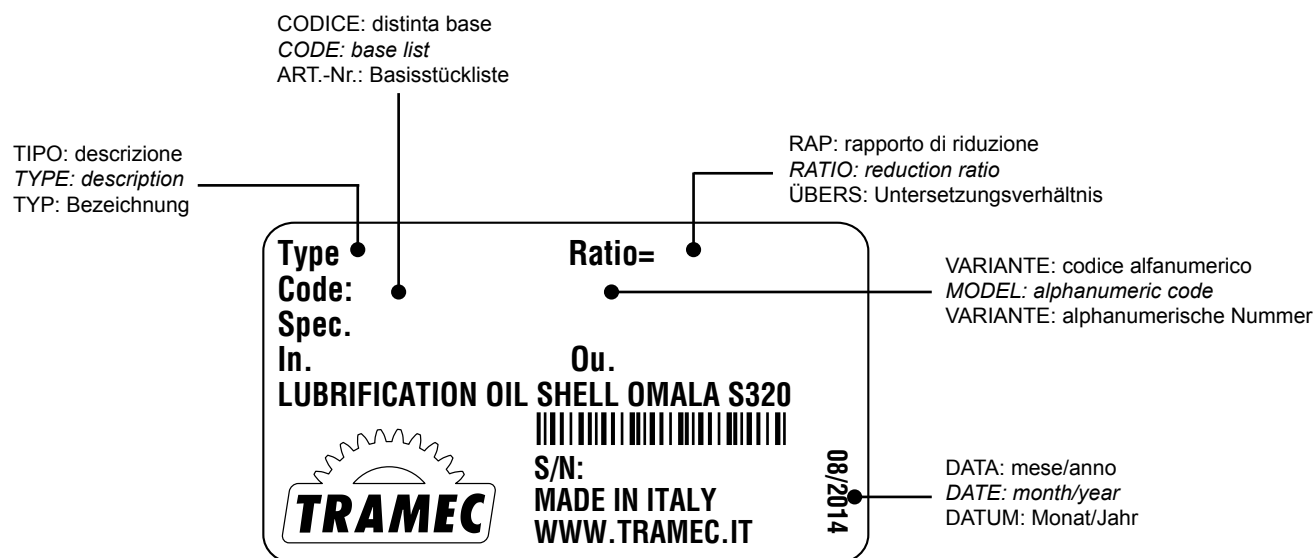 CODICE: distinta base
CODE: base list
ART.-Nr.: Basisstückliste
TIPO: descrizione
TYPE: description
TYP: Bezeichnung
RAP: rapporto di riduzione
RATIO: reduction ratio
ÜBERS: Untersetzungsverhältnis
Type Ratio=
Code:
Spec.
In. Ou.
LUBRIFICATION OIL SHELL OMALA S320
VARIANTE: codice alfanumerico
MODEL: alphanumeric code
VARIANTE: alphanumerische Nummer
TRAMEC
S/N:
MADE IN ITALY
WWW.TRAMEC.IT
08/2014
DATA: mese/anno
DATE: month/year
DATUM: Monat/Jahr